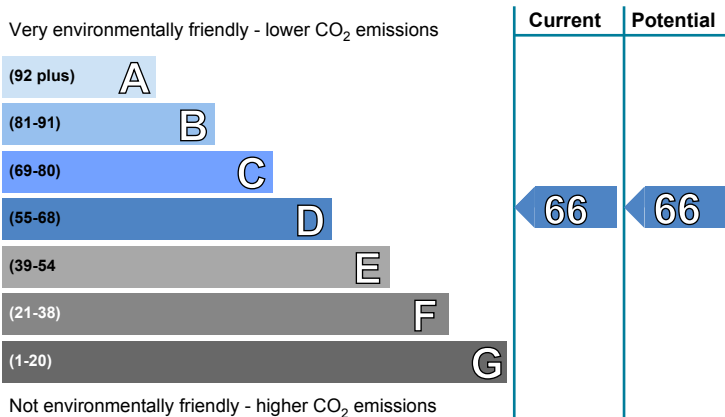 Very environmentally friendly - lower CO₂ emissions
Current
Potential
(92 plus) A
(81-91) B
(69-80) C
(55-68) D
66
66
(39-54 E
(21-38) F
(1-20) G
Not environmentally friendly - higher CO₂ emissions